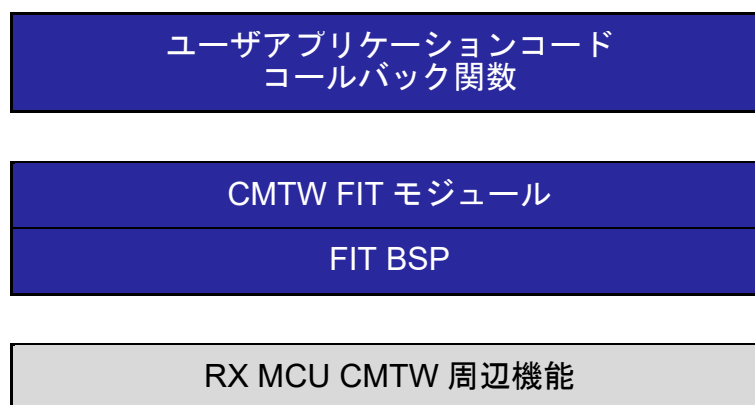 ユーザアプリケーションコード
コールバック関数
CMTW FIT モジュール
FIT BSP
RX MCU CMTW 周辺機能